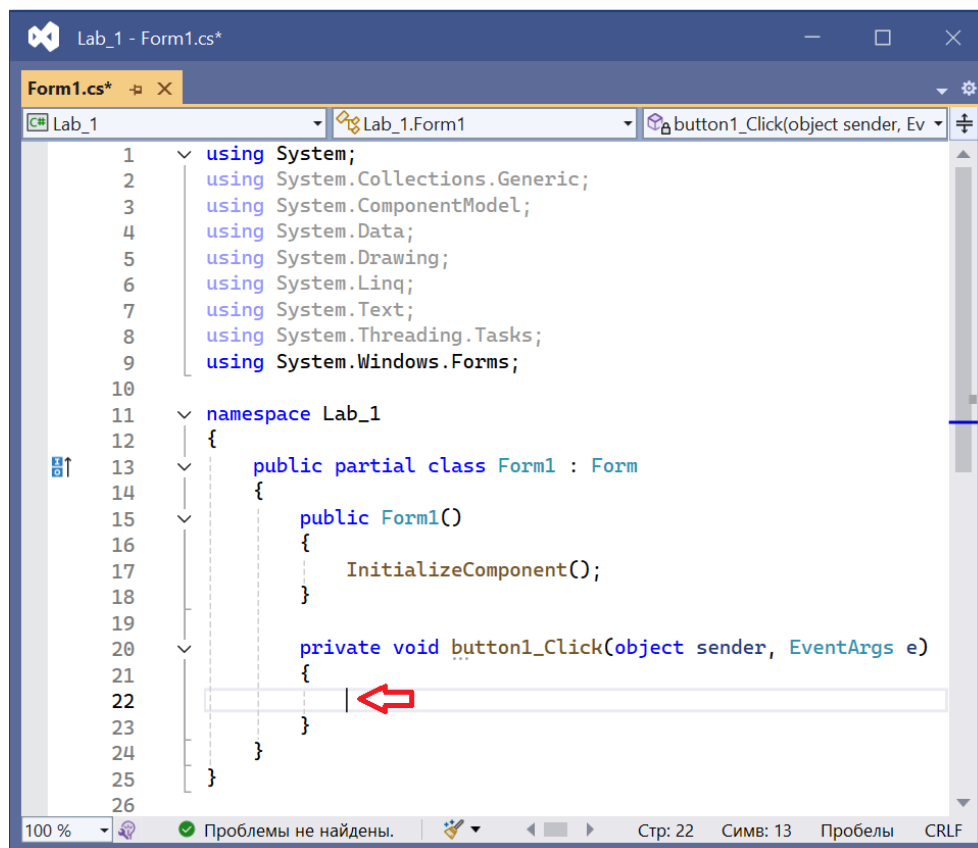 Lab_1 - Form1.cs*
Form1.cs*
C# Lab_1 Lab_1.Form1 button1_Click(object sender, Ev
1 using System;
2 using System.Collections.Generic;
3 using System.ComponentModel;
4 using System.Data;
5 using System.Drawing;
6 using System.Linq;
7 using System.Text;
8 using System.Threading.Tasks;
9 using System.Windows.Forms;
10
11 namespace Lab_1
12 {
13 public partial class Form1 : Form
14 {
15 public Form1()
16 {
17 InitializeComponent();
18 }
19
20 private void button1_Click(object sender, EventArgs e)
21 {
22
23 }
24 }
25 }
26
100 % Проблемы не найдены. Стр: 22 Симв: 13 Пробелы CRLF